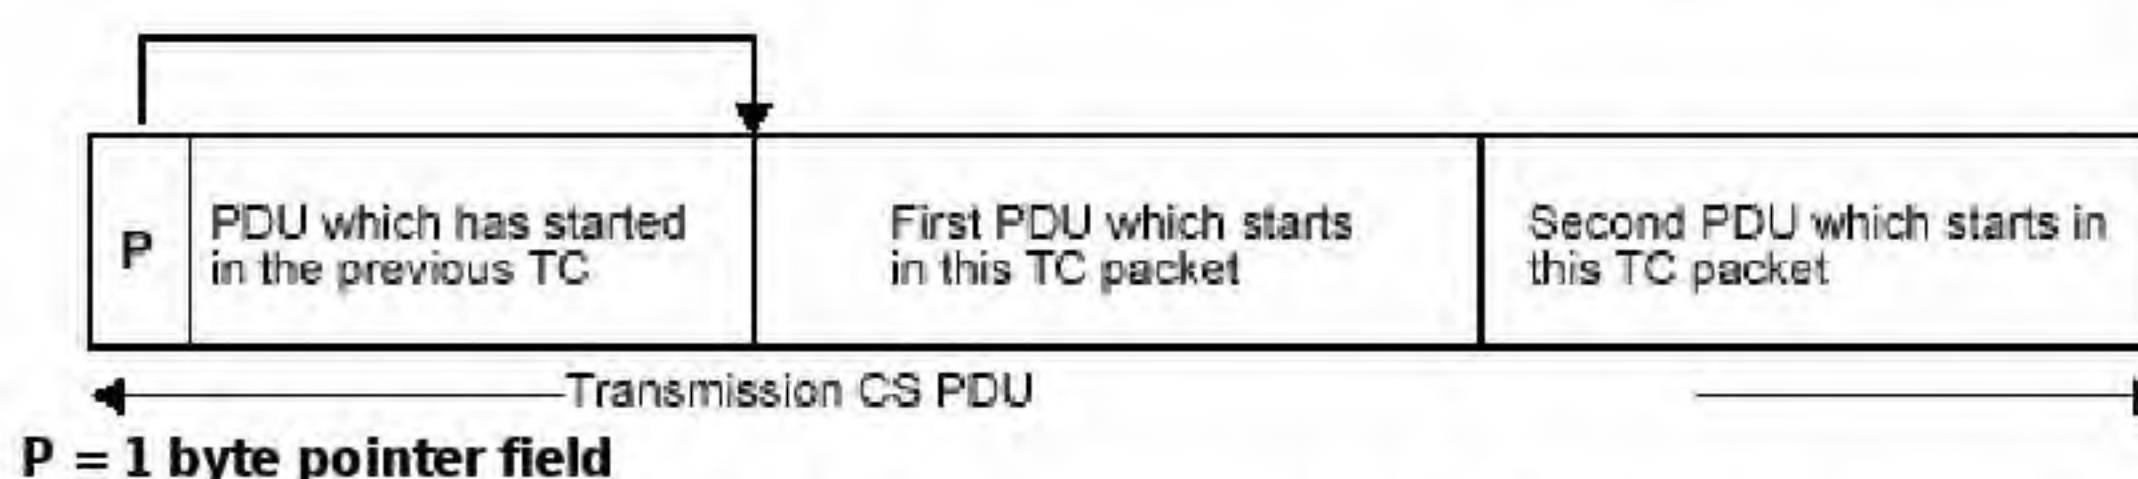 P
PDU which has started
in the previous TC
First PDU which starts
in this TC packet
Second PDU which starts in
this TC packet
Transmission CS PDU
P = 1 byte pointer field